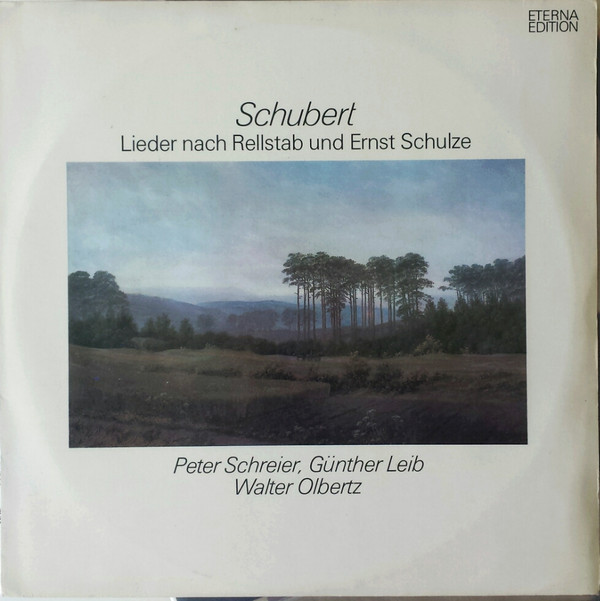 ETERNA
EDITION
Schubert
Lieder nach Rellstab und Ernst Schulze
Peter Schreier, Günther Leib
Walter Olbertz